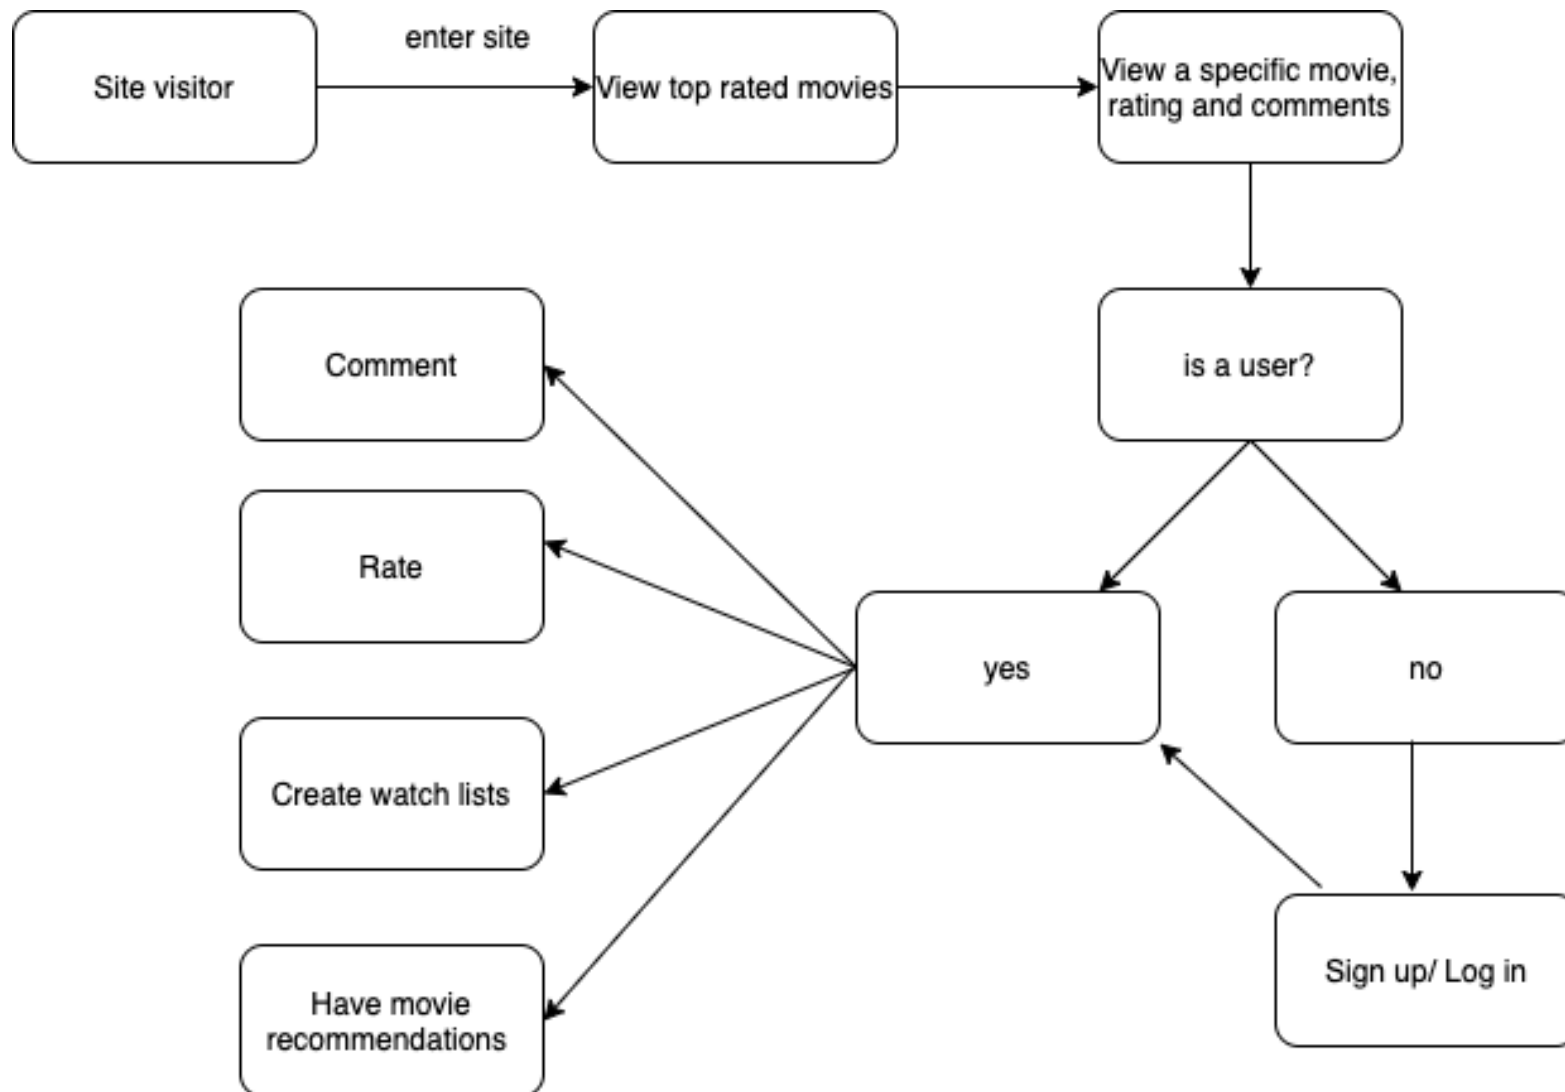 enter site
Site visitor
View top rated movies
View a specific movie,
rating and comments
Comment
is a user?
Rate
yes
no
Create watch lists
Sign up/ Log in
Have movie
recommendations